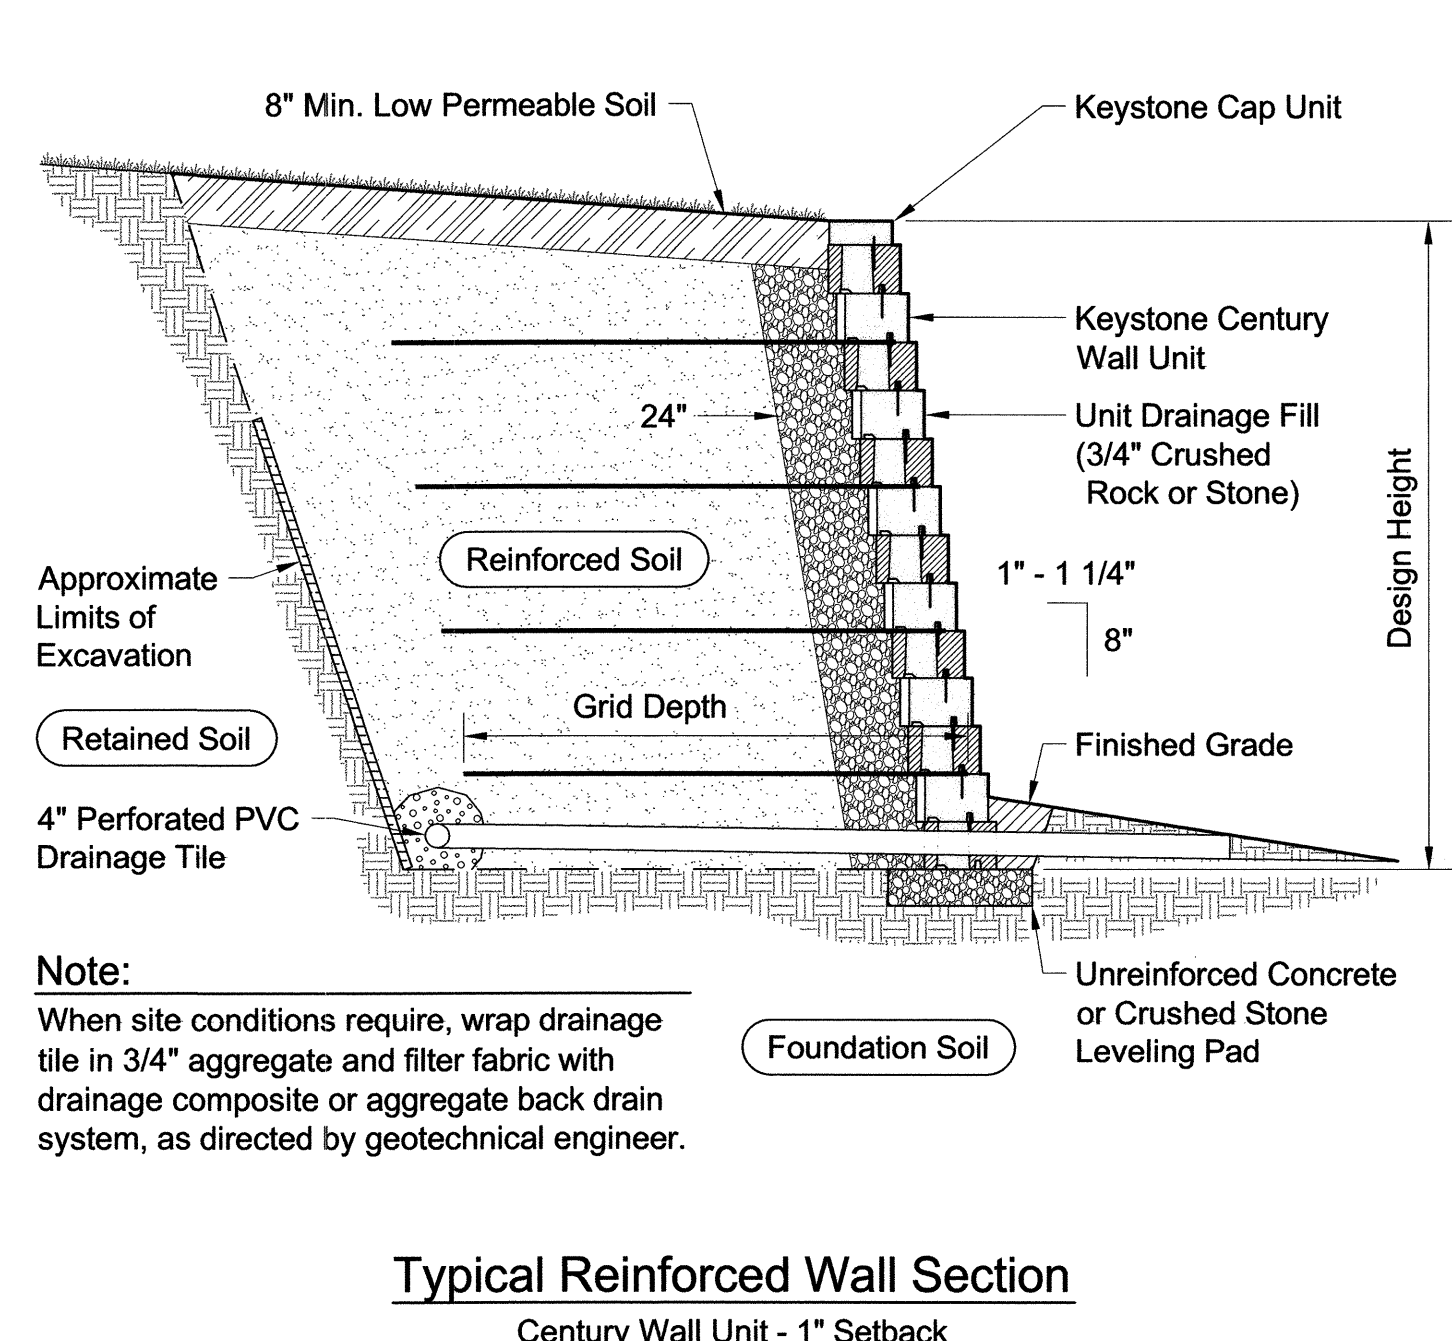 8" Min. Low Permeable Soil
Keystone Cap Unit
Keystone Century
Wall Unit
24"
Unit Drainage Fill
(3/4" Crushed
Rock or Stone)
Design Height
Reinforced Soil
1" - 1 1/4"
8"
Approximate
Limits of
Excavation
Grid Depth
Retained Soil
Finished Grade
4" Perforated PVC
Drainage Tile
Note:
When site conditions require, wrap drainage
tile in 3/4" aggregate and filter fabric with
drainage composite or aggregate back drain
system, as directed by geotechnical engineer.
Foundation Soil
Unreinforced Concrete
or Crushed Stone
Leveling Pad
Typical Reinforced Wall Section
Century Wall Unit - 1" Setback